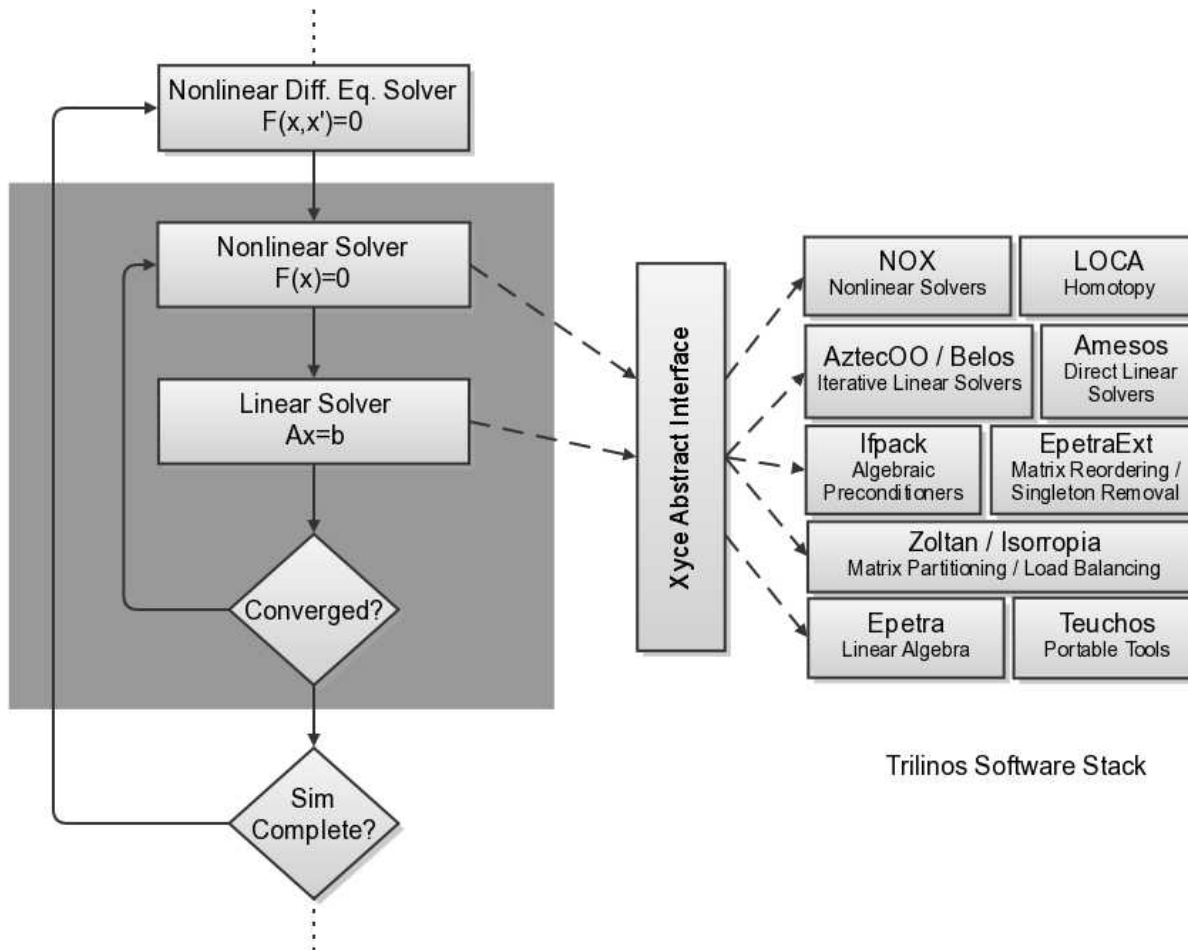 Nonlinear Diff. Eq. Solver
F(x,x')=0
Nonlinear Solver
F(x)=0
Linear Solver
Ax=b
Converged?
Sim
Complete?
Xyce Abstract Interface
NOX
Nonlinear Solvers
LOCA
Homotopy
AztecOO / Belos
Iterative Linear Solvers
Amesos
Direct Linear
Solvers
Ifpack
Algebraic
Preconditioners
EpetraExt
Matrix Reordering /
Singleton Removal
Zoltan / Isorropia
Matrix Partitioning / Load Balancing
Epetra
Linear Algebra
Teuchos
Portable Tools
Trilinos Software Stack